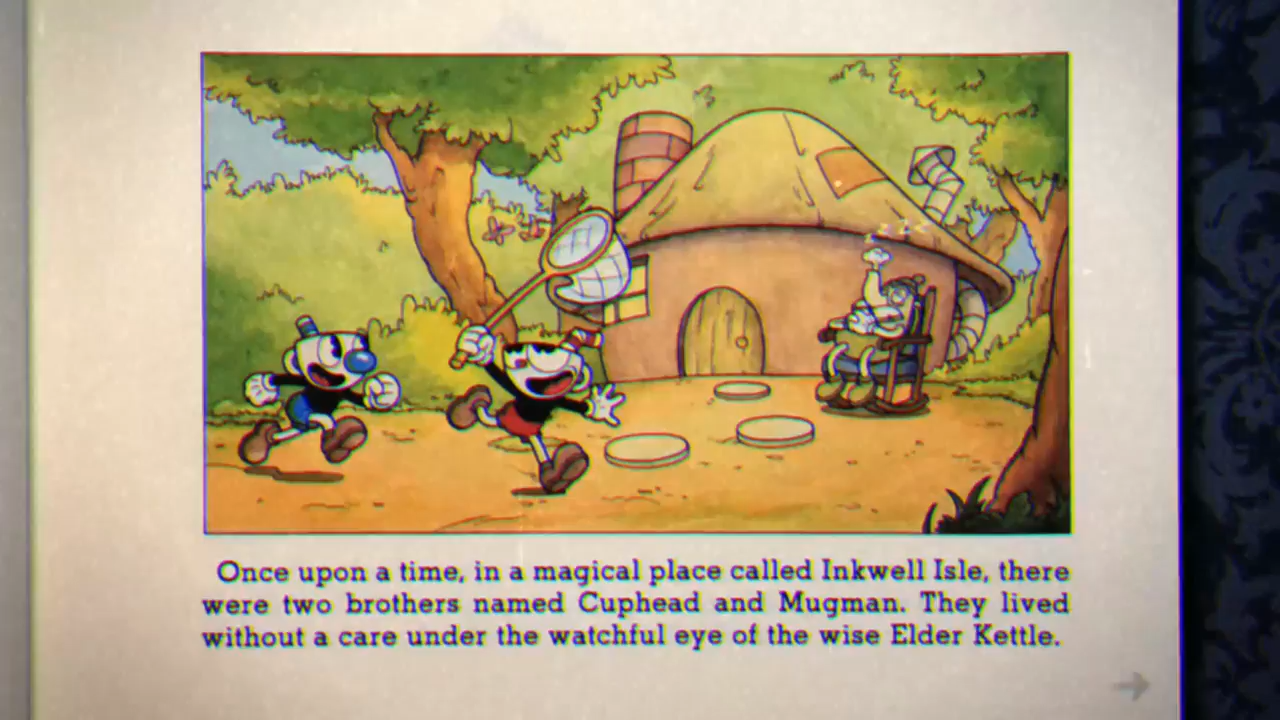 zzzz
Once upon a time, in a magical place called Inkwell Isle, there
were two brothers named Cuphead and Mugman. They lived
without a care under the watchful eye of the wise Elder Kettle.